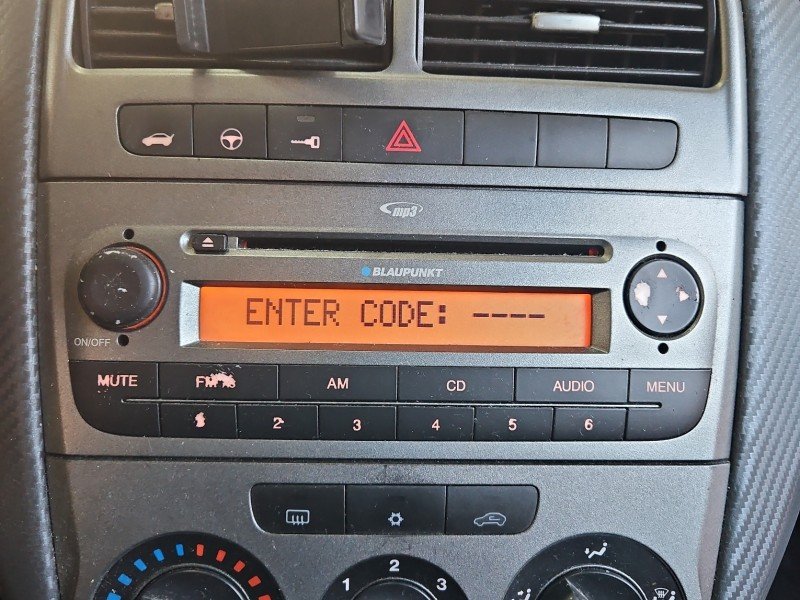 mp3
BLAUPUNKT
ENTER CODE: ----
ON/OFF
MUTE FM AM CD AUDIO MENU
2 3 4 5 6
1 2 3